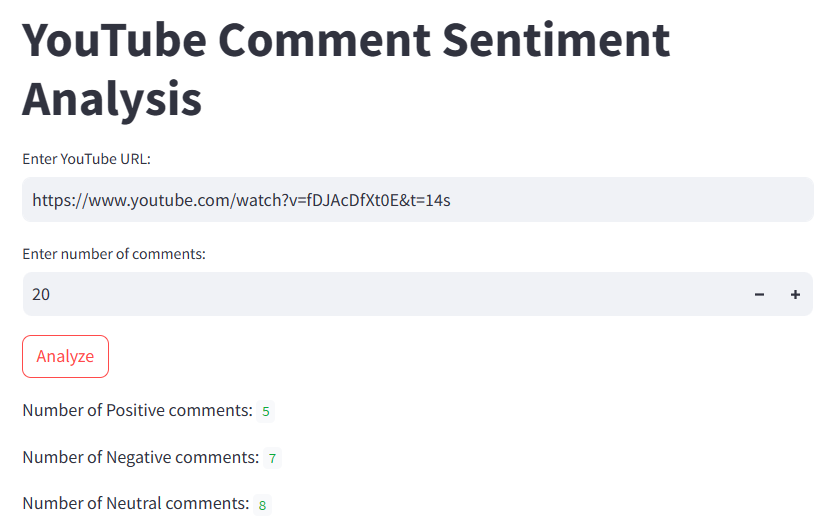 YouTube Comment Sentiment
Analysis
Enter YouTube URL:
https://www.youtube.com/watch?v=fDJAcDfXt0E&t=14s
Enter number of comments:
20 − +
Analyze
Number of Positive comments: 5
Number of Negative comments: 7
Number of Neutral comments: 8